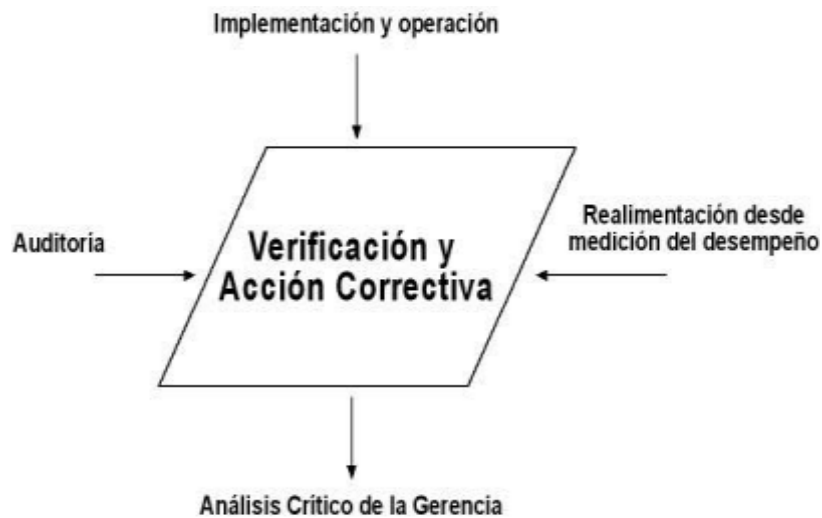 Implementación y operación
Auditoria
Verificación y
Acción Correctiva
Realimentación desde
medición del desempeño
Análisis Crítico de la Gerencia